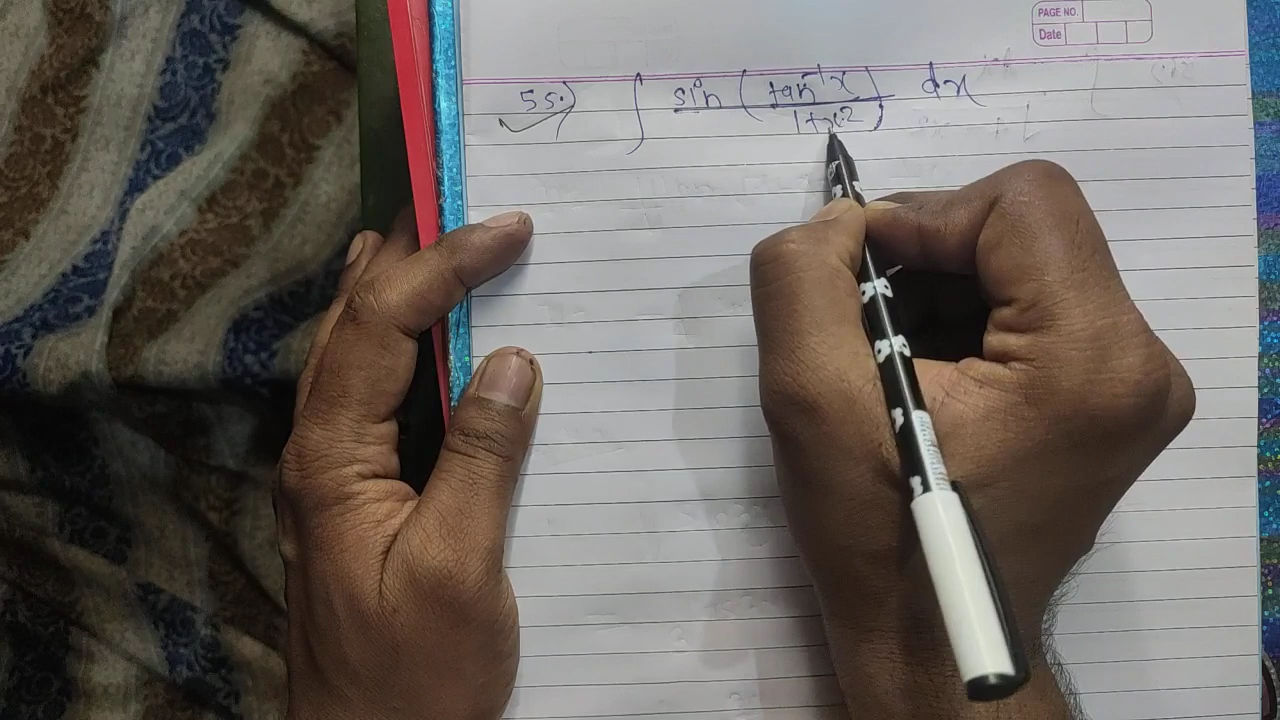 PAGE NO.
Date
55.) ∫ sin (tan⁻¹x / 1+x²) dx